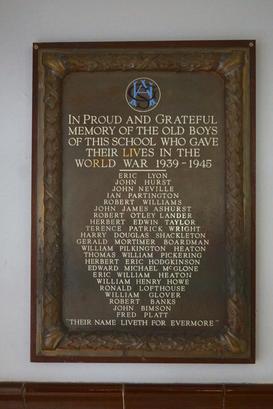 IN PROUD AND GRATEFUL
MEMORY OF THE OLD BOYS
OF THIS SCHOOL WHO GAVE
THEIR LIVES IN THE
WORLD WAR 1939-1945
ERIC LYON
JOHN HURST
JOHN NEVILLE
IAN PARTINGTON
ROBERT WILLIAMS
JOHN JAMES ASHURST
ROBERT OTLEY LANDER
HERBERT EDWIN TAYLOR
TERENCE PATRICK WRIGHT
HARRY DOUGLAS SHACKLETON
GERALD MORTIMER BOARDMAN
WILLIAM PILKINGTON HEATON
THOMAS WILLIAM PICKERING
HERBERT ERIC HODGKINSON
EDWARD MICHAEL McGLONE
ERIC WILLIAM HEATON
WILLIAM HENRY HOWE
RONALD LOFTHOUSE
WILLIAM GLOVER
ROBERT BANKS
JOHN BIMSON
FRED PLATT
"THEIR NAME LIVETH FOR EVERMORE"